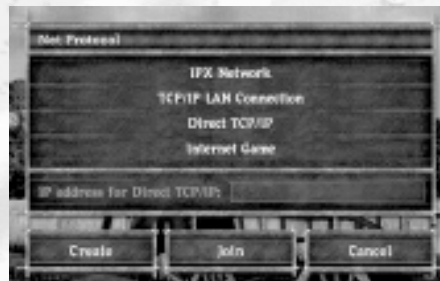 Net Protocol
IPX Network
TCP/IP LAN Connection
Direct TCP/IP
Internet Game
IP address for Direct TCP/IP:
Create
Join
Cancel